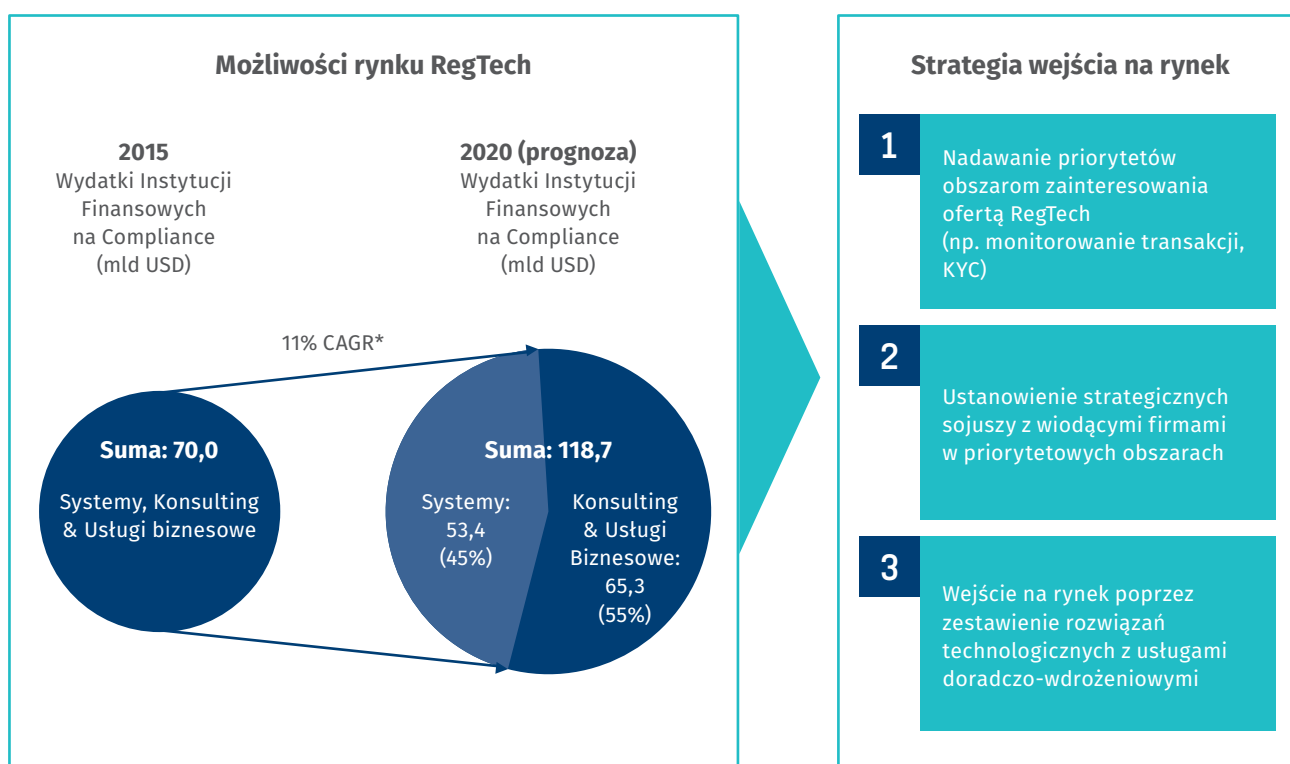 Możliwości rynku RegTech
2015
Wydatki Instytucji
Finansowych
na Compliance
(mld USD)
2020 (prognoza)
Wydatki Instytucji
Finansowych
na Compliance
(mld USD)
11% CAGR*
Suma: 70,0
Systemy, Konsulting
& Usługi biznesowe
Suma: 118,7
Systemy:
53,4
(45%)
Konsulting
& Usługi
Biznesowe:
65,3
(55%)
Strategia wejścia na rynek
1
Nadawanie priorytetów
obszarom zainteresowania
ofertą RegTech
(np. monitorowanie transakcji,
KYC)
2
Ustanowienie strategicznych
sojuszy z wiodącymi firmami
w priorytetowych obszarach
3
Wejście na rynek poprzez
zestawienie rozwiązań
technologicznych z usługami
doradczo-wdrożeniowymi